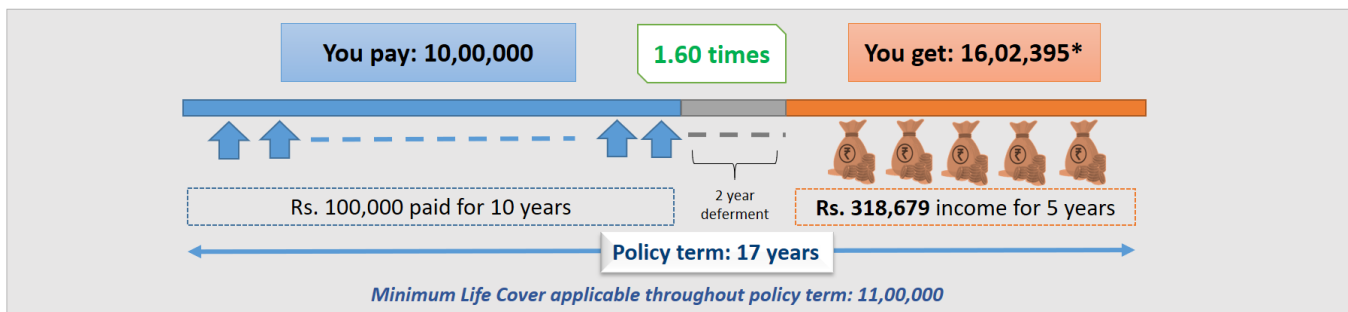 You pay: 10,00,000
1.60 times
You get: 16,02,395*
₹ ₹ ₹ ₹ ₹
Rs. 100,000 paid for 10 years
2 year
deferment
Rs. 318,679 income for 5 years
Policy term: 17 years
Minimum Life Cover applicable throughout policy term: 11,00,000